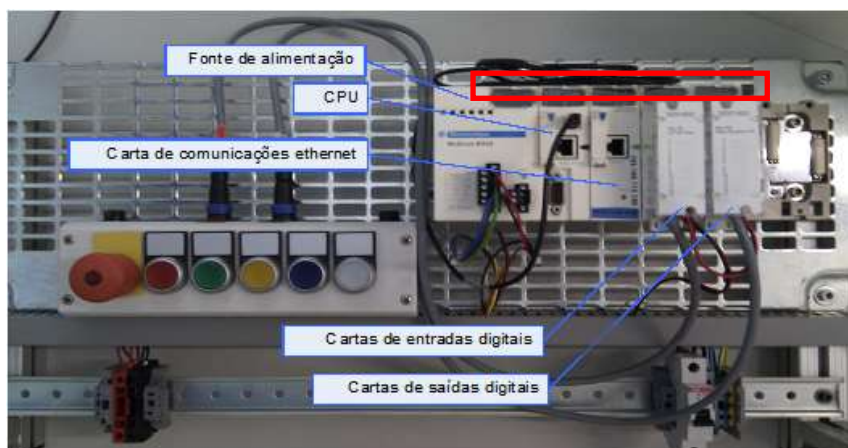 Fonte de alimentação
CPU
Carta de comunicações ethernet
Cartas de entradas digitais
Cartas de saídas digitais